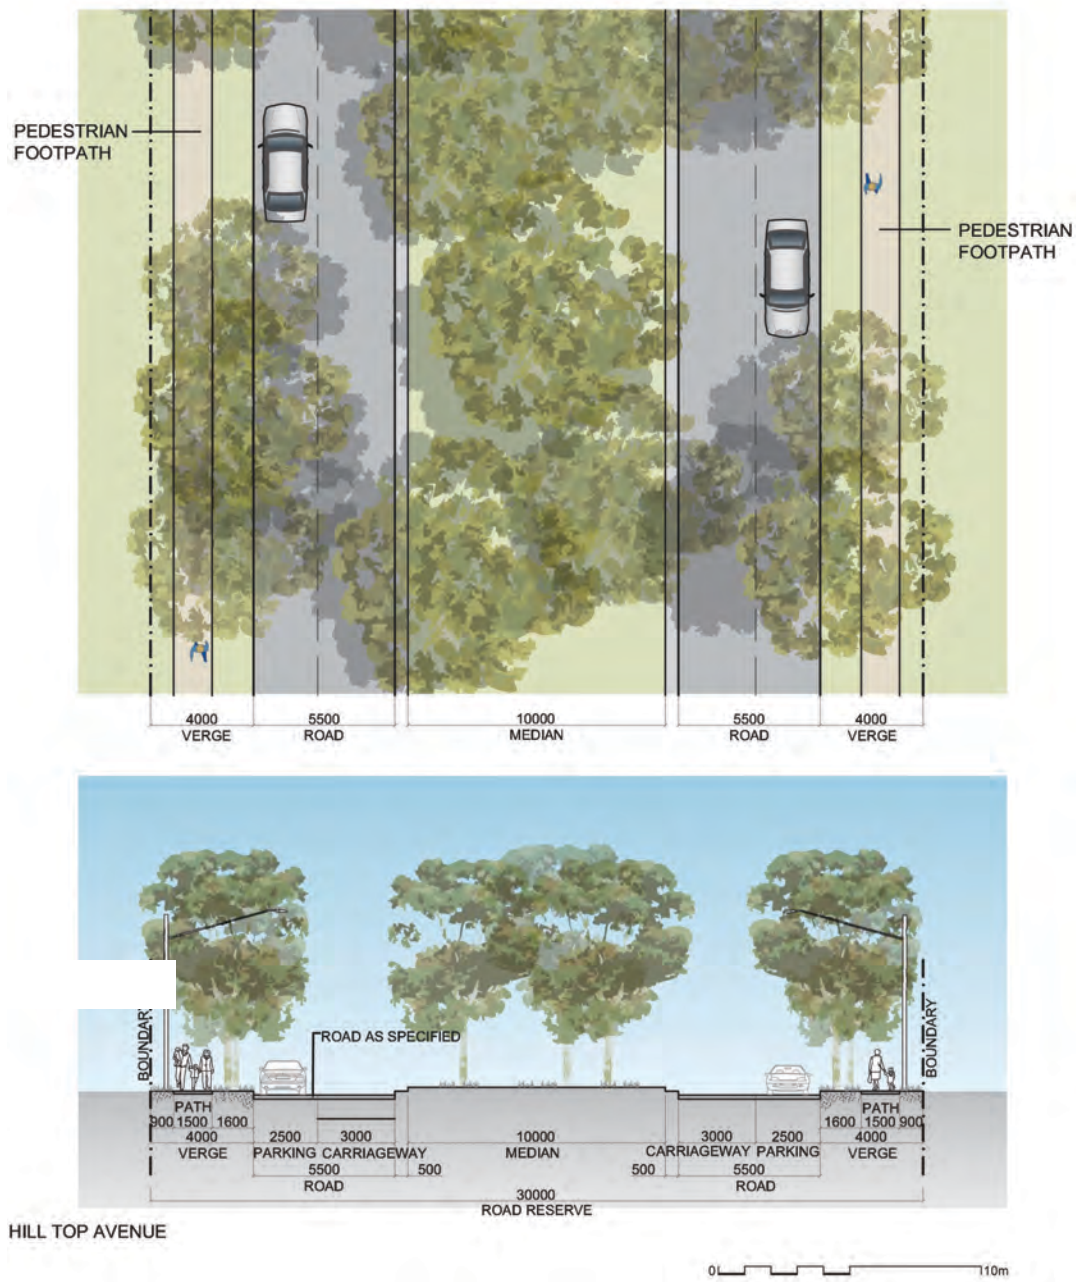 PEDESTRIAN
FOOTPATH
PEDESTRIAN
FOOTPATH
4000 5500 10000 5500 4000
VERGE ROAD MEDIAN ROAD VERGE
ROAD AS SPECIFIED
BOUNDARY
BOUNDARY
PATH PATH
900 1500 1600 1600 1500 900
4000 2500 3000 10000 3000 2500 4000
VERGE PARKING CARRIAGEWAY MEDIAN CARRIAGEWAY PARKING VERGE
5500 500 500 5500
ROAD ROAD
30000
ROAD RESERVE
HILL TOP AVENUE
0 10m